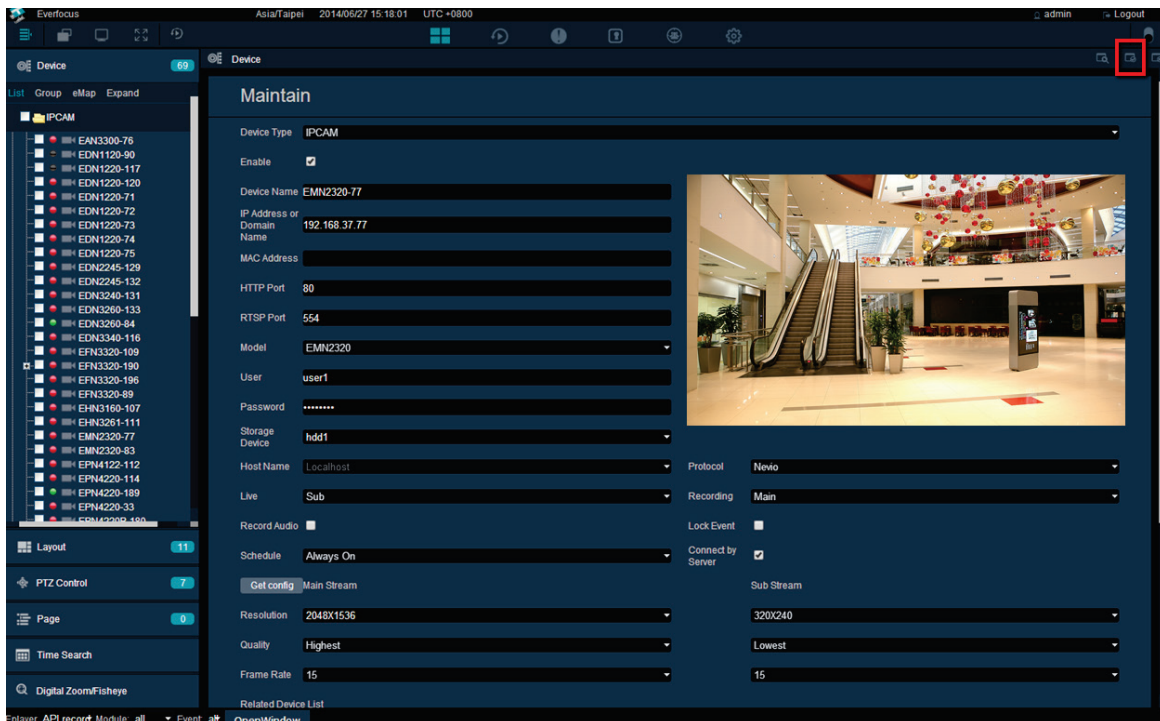 Everfocus Asia/Taipei 2014/06/27 15:18:01 UTC +0800 admin Logout
Device 69
Device
List Group eMap Expand
IPCAM
EAN3300-76
EDN1120-90
EDN1220-117
EDN1220-120
EDN1220-71
EDN1220-72
EDN1220-73
EDN1220-74
EDN1220-75
EDN2245-129
EDN2245-132
EDN3240-131
EDN3260-133
EDN3260-84
EDN3340-116
EFN3320-109
EFN3320-190
EFN3320-196
EFN3320-89
EHN3160-107
EHN3261-111
EMN2320-77
EMN2320-83
EPN4122-112
EPN4220-114
EPN4220-189
EPN4220-33
EPN4220P-180
Layout 11
PTZ Control 7
Page 0
Time Search
Digital Zoom/Fisheye
Maintain
Device Type IPCAM
Enable
Device Name EMN2320-77
IP Address or Domain Name 192.168.37.77
MAC Address
HTTP Port 80
RTSP Port 554
Model EMN2320
User user1
Password ••••••••
Storage Device hdd1
Host Name Localhost Protocol Nevio
Live Sub Recording Main
Record Audio Lock Event
Schedule Always On Connect by Server
Get config Main Stream Sub Stream
Resolution 2048X1536 320X240
Quality Highest Lowest
Frame Rate 15 15
Related Device List
API record Module: all Event: all OpenWindow